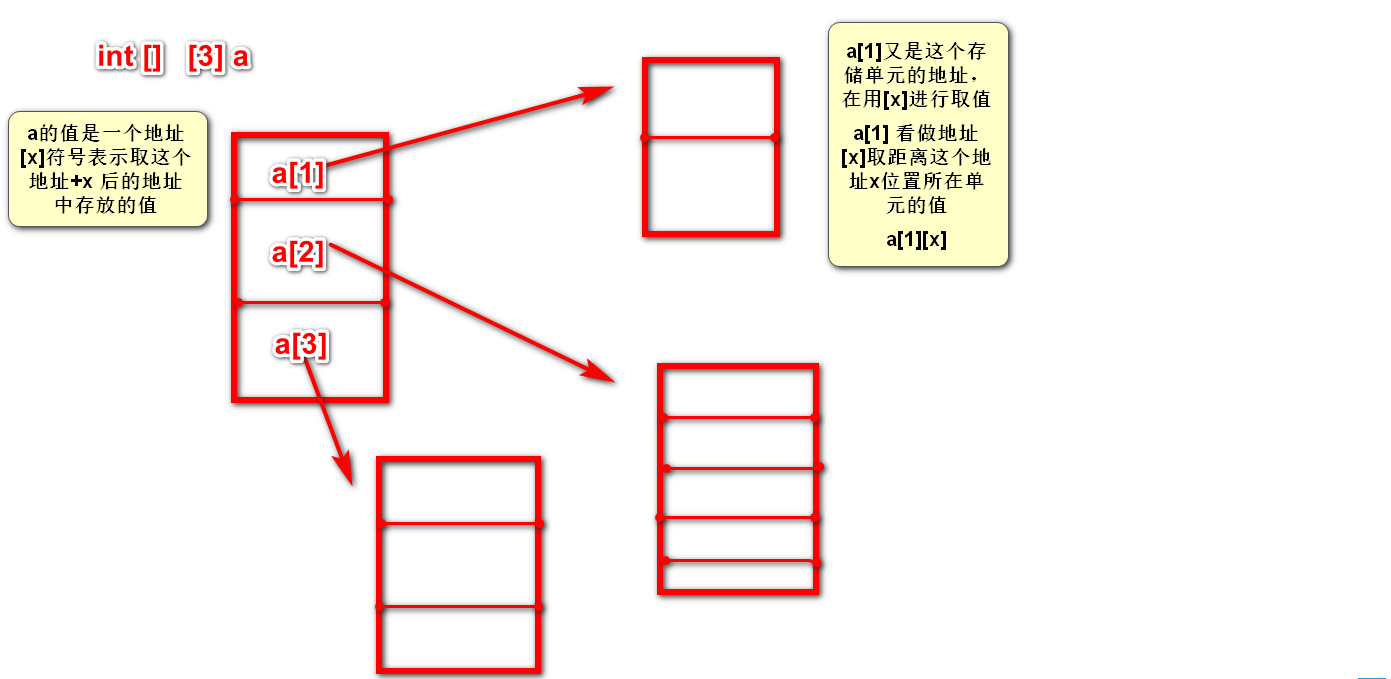 int []   [3] a
a的值是一个地址
[x]符号表示取这个
地址+x 后的地址
中存放的值
a[1]
a[2]
a[3]
a[1]又是这个存
储单元的地址，
在用[x]进行取值
a[1] 看做地址
[x]取距离这个地
址x位置所在单
元的值
a[1][x]